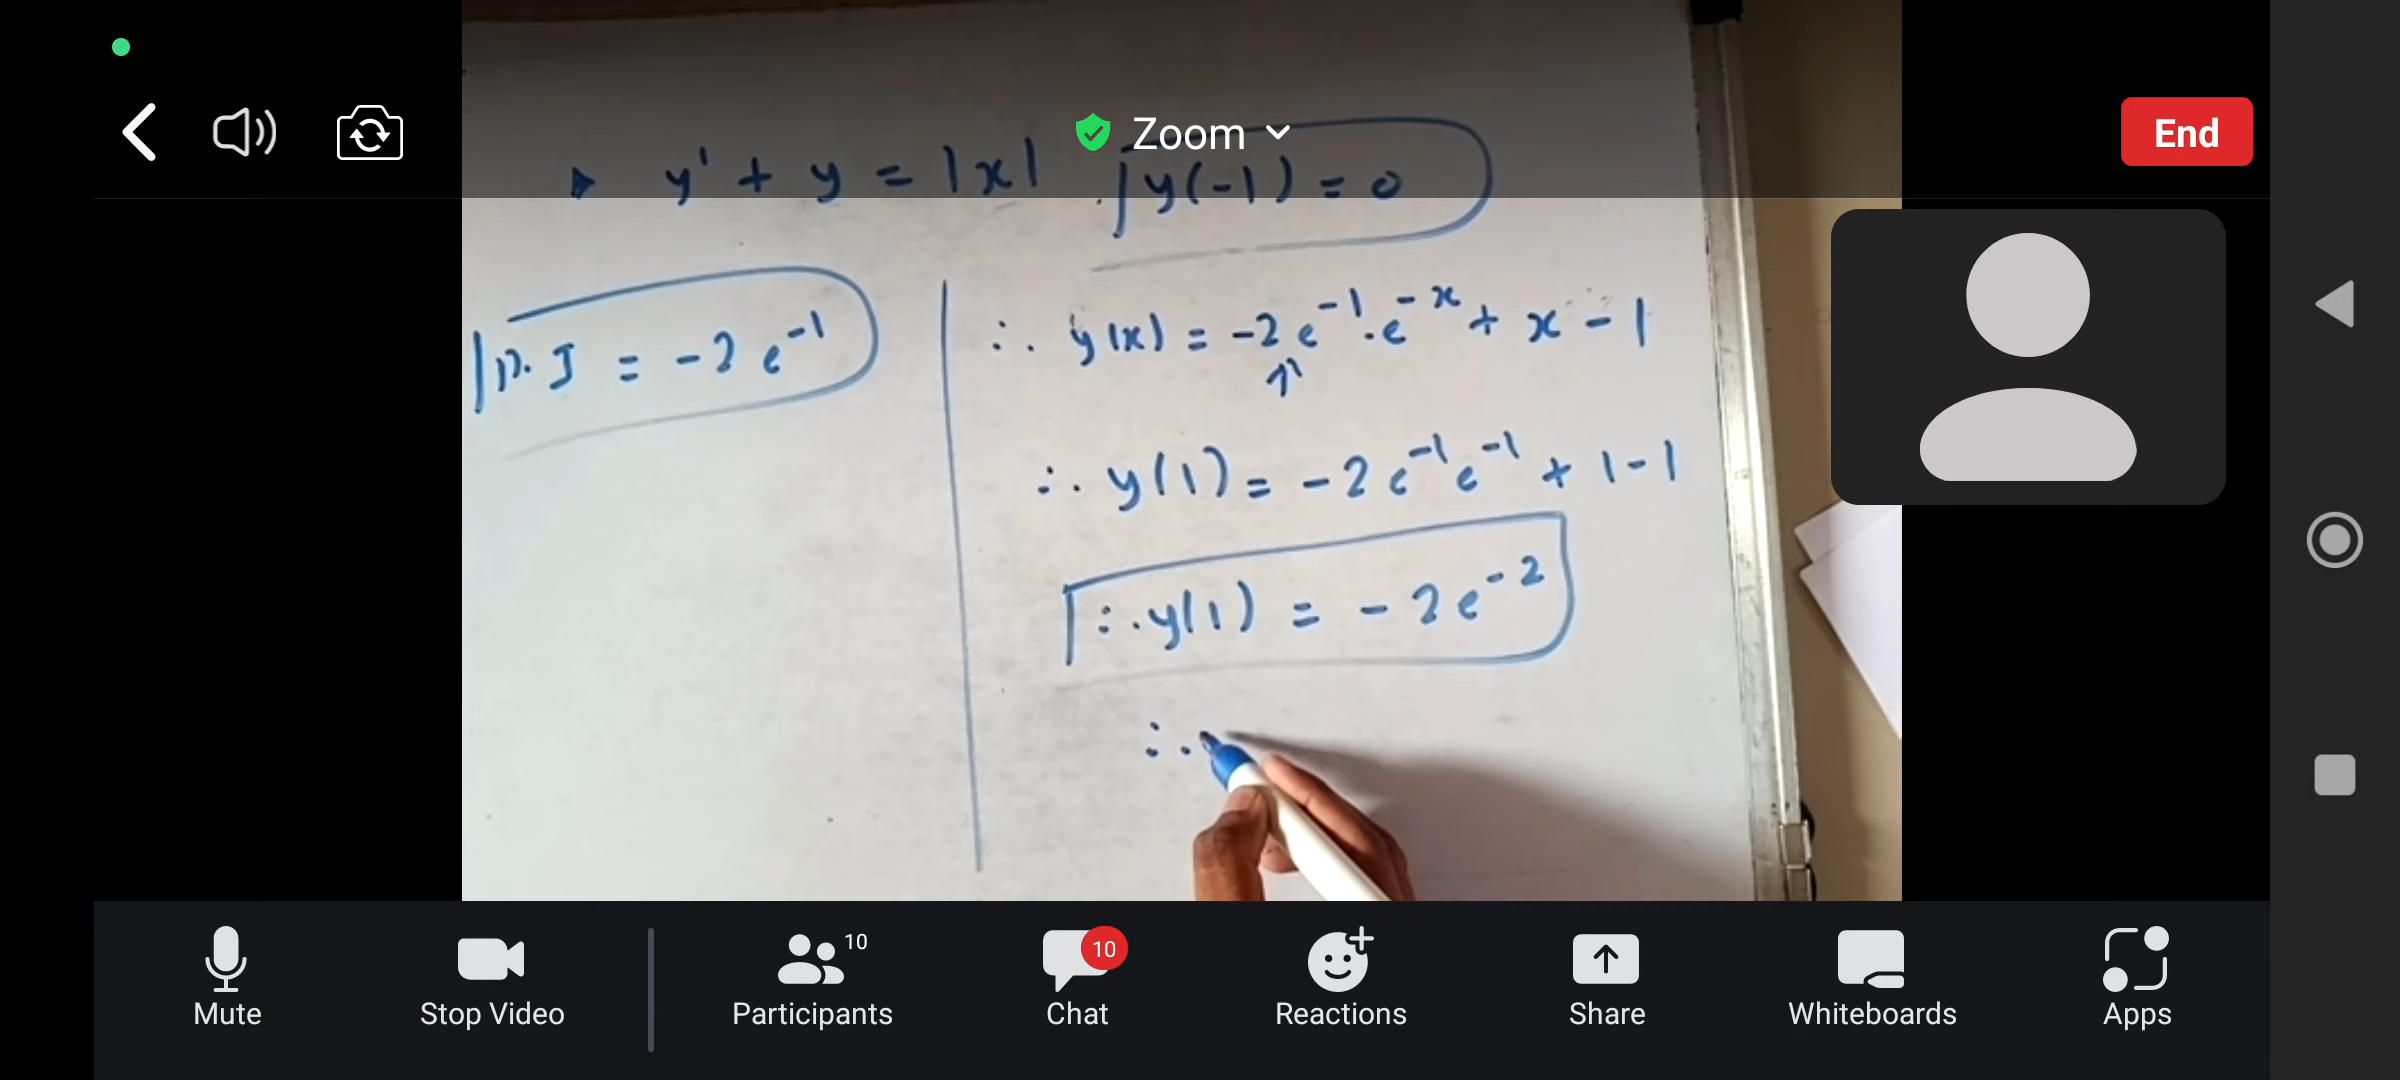 Zoom
End
y' + y = |x| y(-1) = 0
= -2 e⁻¹
∴ y(x) = -2 e⁻¹ . e⁻ˣ + x - 1
∴ y(1) = -2 e⁻¹ e⁻¹ + 1 - 1
∴ y(1) = -2 e⁻²
∴
Mute
Stop Video
Participants 10
Chat 10
Reactions
Share
Whiteboards
Apps